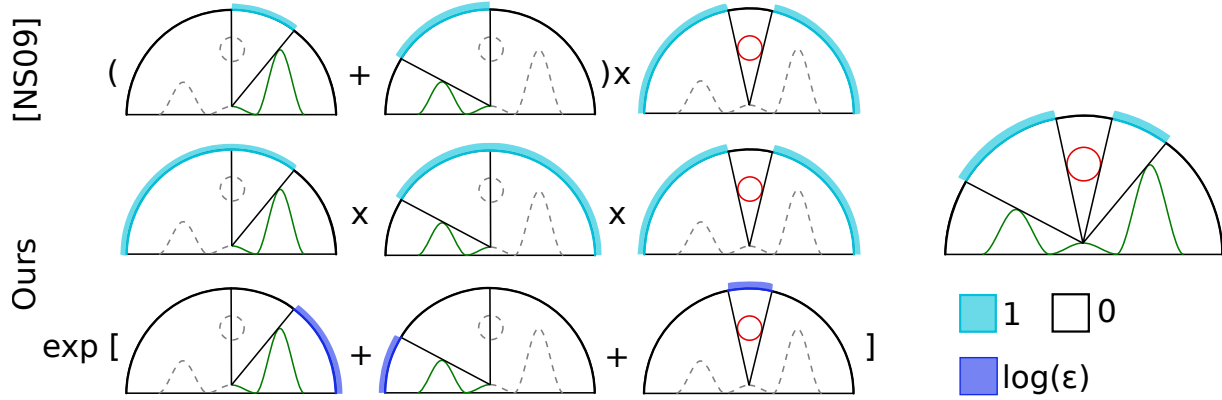 [NS09]
( + ) x
Ours
x x
exp [ + + ]
1 0
log(ε)